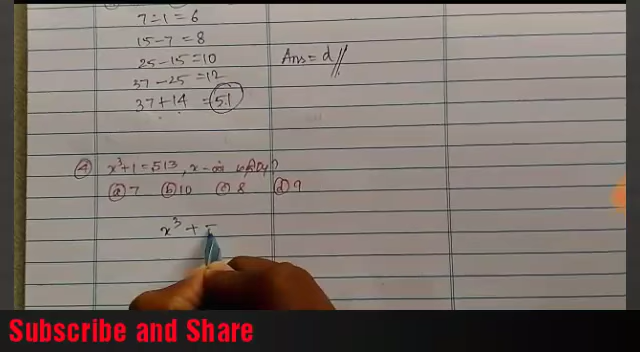 7-1=6
15-7=8
25-15=10
37-25=12
37+14=51
Ans = d //
④ x³+1=513, x-ன் மதிப்பு?
ⓐ 7 ⓑ 10 ⓒ 8 ⓓ 9
x³ +
Subscribe and Share